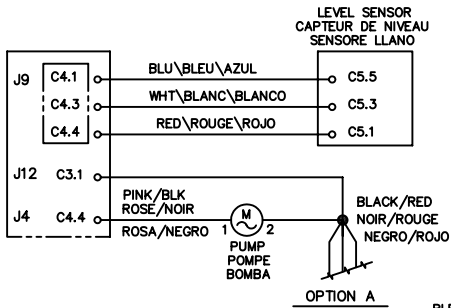 LEVEL SENSOR
CAPTEUR DE NIVEAU
SENSORE LLANO
J9 C4.1 BLU\BLEU\AZUL C5.5
C4.3 WHT\BLANC\BLANCO C5.3
C4.4 RED\ROUGE\ROJO C5.1
J12 C3.1
PINK/BLK
ROSE/NOIR
J4 C4.4
ROSA/NEGRO
1 M 2
PUMP
POMPE
BOMBA
BLACK/RED
NOIR/ROUGE
NEGRO/ROJO
OPTION A